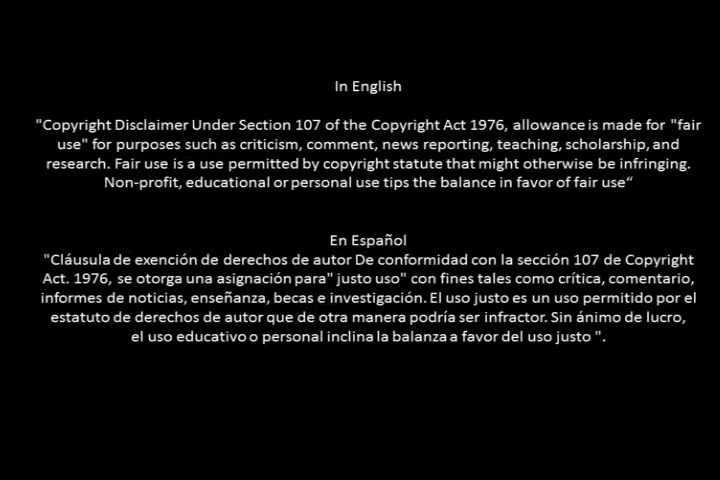 In English
"Copyright Disclaimer Under Section 107 of the Copyright Act 1976, allowance is made for "fair
use" for purposes such as criticism, comment, news reporting, teaching, scholarship, and
research. Fair use is a use permitted by copyright statute that might otherwise be infringing.
Non-profit, educational or personal use tips the balance in favor of fair use“
En Español
"Cláusula de exención de derechos de autor De conformidad con la sección 107 de Copyright
Act. 1976, se otorga una asignación para" justo uso" con fines tales como crítica, comentario,
informes de noticias, enseñanza, becas e investigación. El uso justo es un uso permitido por el
estatuto de derechos de autor que de otra manera podría ser infractor. Sin ánimo de lucro,
el uso educativo o personal inclina la balanza a favor del uso justo ".